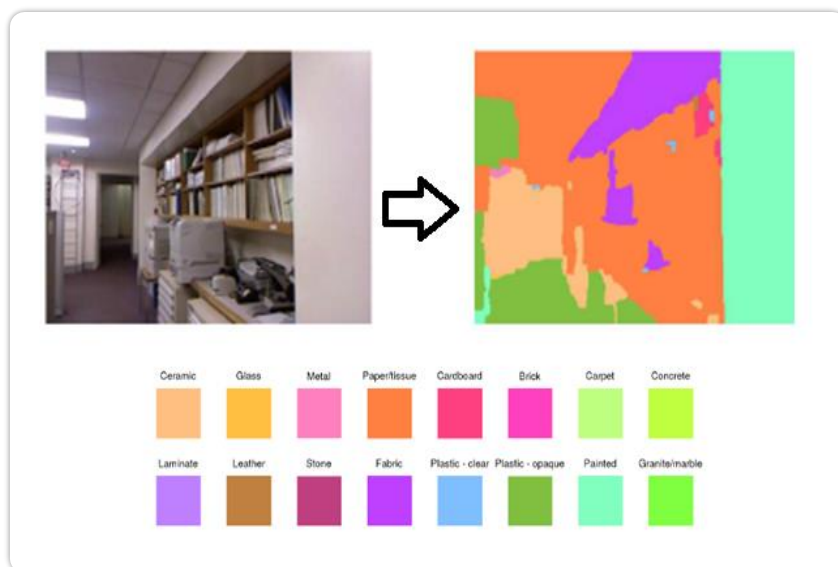 Ceramic Glass Metal Paper/tissue Cardboard Brick Carpet Concrete
Laminate Leather Stone Fabric Plastic - clear Plastic - opaque Painted Granite/marble